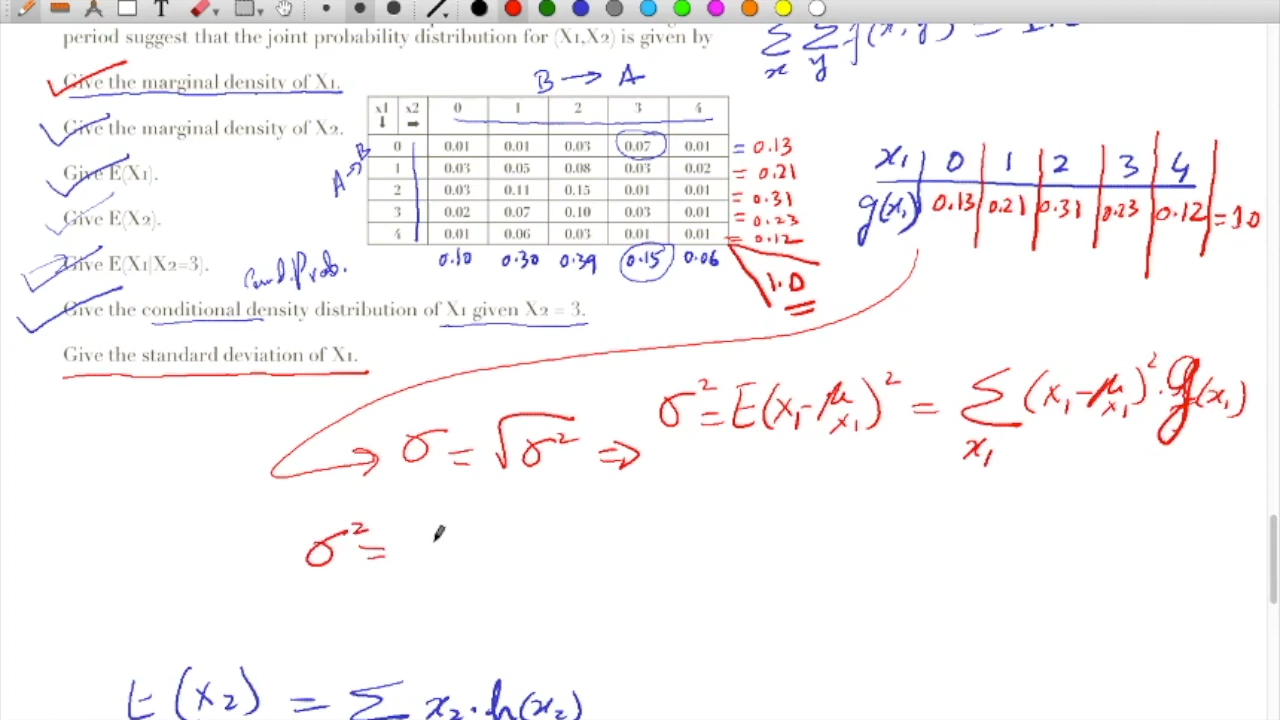 T
period suggest that the joint probability distribution for (X1,X2) is given by
Σx Σy f(x,y) = 1.0
Give the marginal density of X1.
B → A
Give the marginal density of X2.
Give E(X1).
Give E(X2).
Give E(X1|X2=3).
Cond. Prob.
Give the conditional density distribution of X1 given X2 = 3.
Give the standard deviation of X1.
A → B
x1 ↓ x2 ➡ 0 1 2 3 4
0 0.01 0.01 0.03 0.07 0.01 = 0.13
1 0.03 0.05 0.08 0.03 0.02 = 0.21
2 0.03 0.11 0.15 0.01 0.01 = 0.31
3 0.02 0.07 0.10 0.03 0.01 = 0.23
4 0.01 0.06 0.03 0.01 0.01 = 0.12
0.10 0.30 0.39 0.15 0.06
1.0
x1 0 1 2 3 4
g(x1) 0.13 0.21 0.31 0.23 0.12 = 1.0
σ = √σ² ⇒ σ² = E(x1-μx1)² = Σx1 (x1-μx1)².g(x1)
σ² =
E(x2) = Σ x2.h(x2)